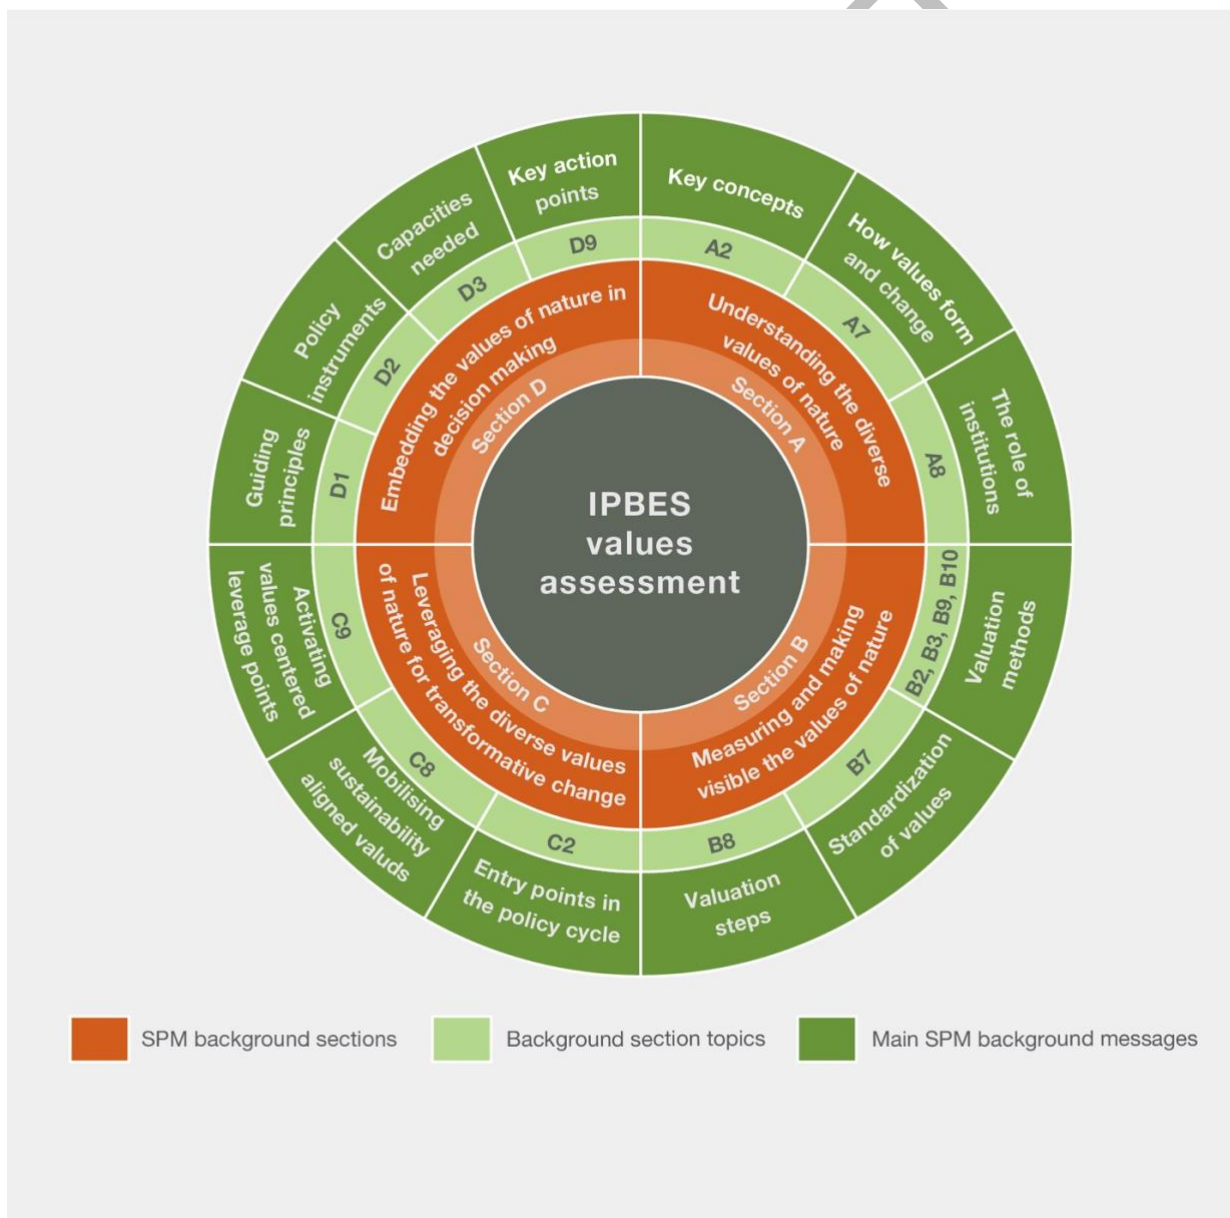 Key concepts
How values form
and change
The role of
institutions
Valuation
methods
Standardization
of values
Valuation
steps
Entry points in
the policy cycle
Mobilising
sustainability
aligned valuds
Activating
values centered
leverage points
Guiding
principles
Policy
instruments
Capacities
needed
Key action
points
A2
A7
A8
B2, B3, B9, B10
B7
B8
C2
C8
C9
D1
D2
D3
D9
Understanding the diverse
values of nature
Section A
Section B
Measuring and making
visible the values of nature
Section C
Leveraging the diverse values
of nature for transformative change
Embedding the values of nature in
decision making
Section D
IPBES
values
assessment
SPM background sections
Background section topics
Main SPM background messages